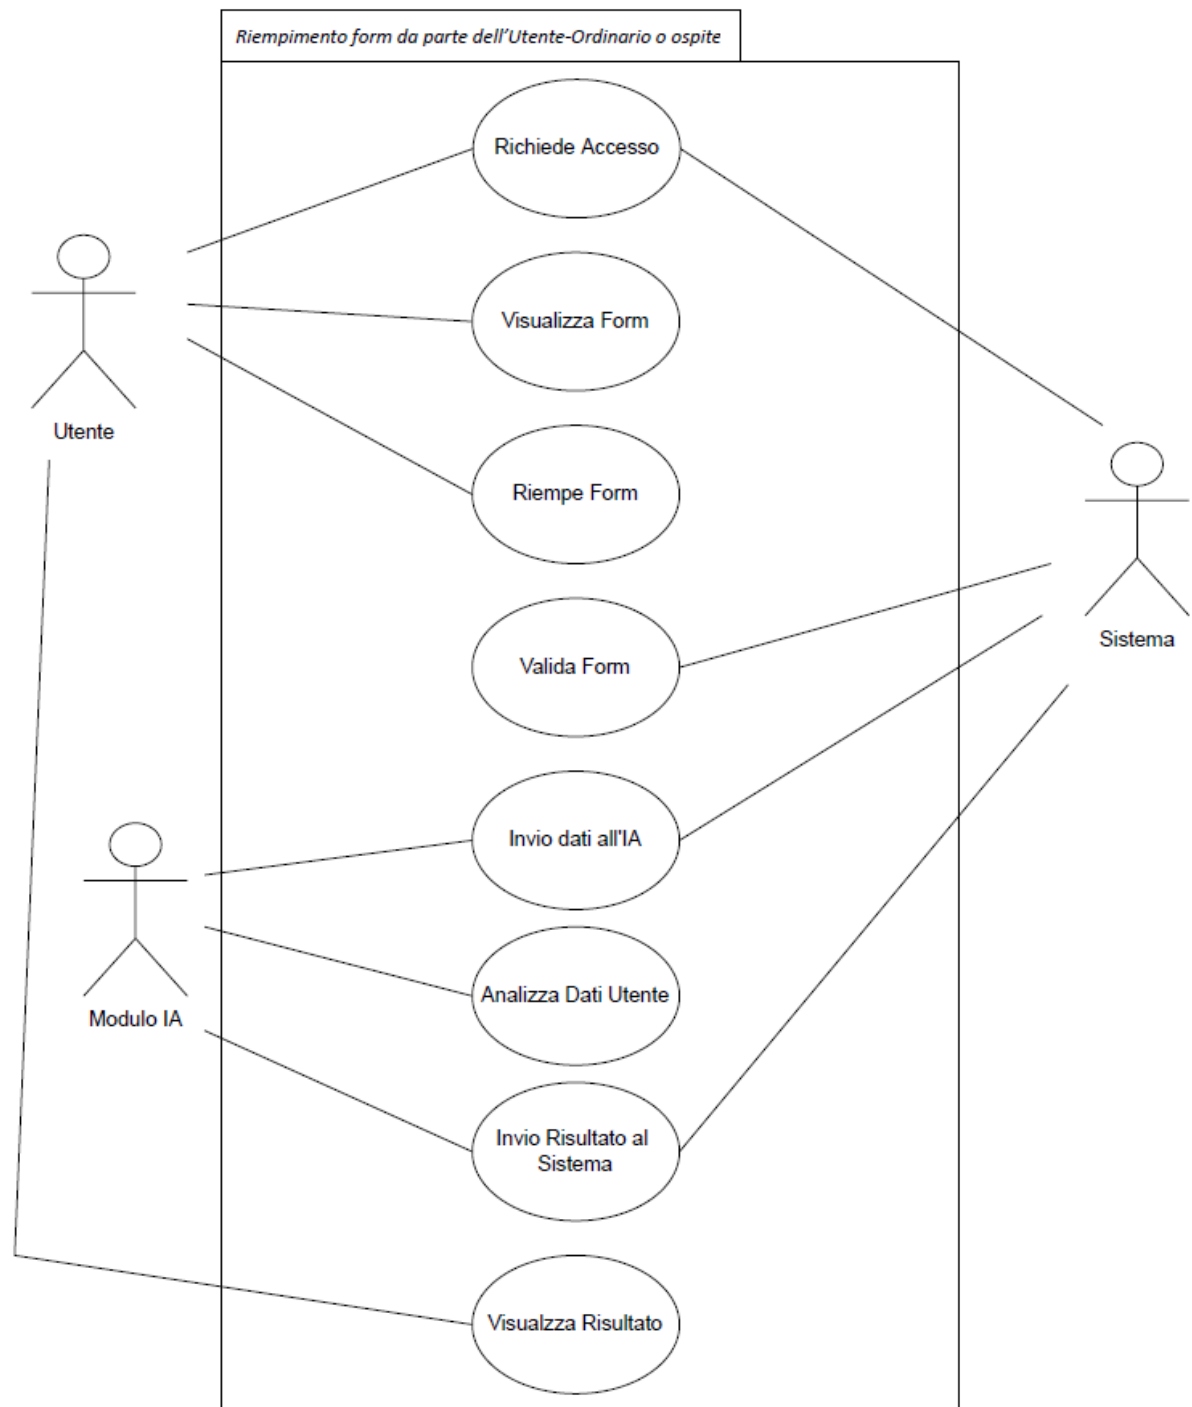 Riempimento form da parte dell'Utente-Ordinario o ospite
Richiede Accesso
Visualizza Form
Utente
Riempe Form
Sistema
Valida Form
Invio dati all'IA
Analizza Dati Utente
Modulo IA
Invio Risultato al
Sistema
Visualzza Risultato